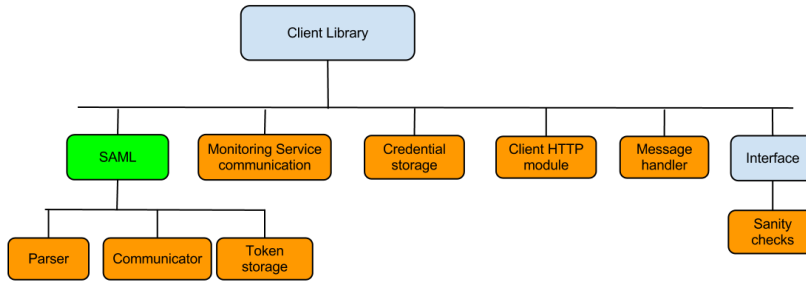 Client Library
SAML
Monitoring Service
communication
Credential
storage
Client HTTP
module
Message
handler
Interface
Parser
Communicator
Token
storage
Sanity
checks